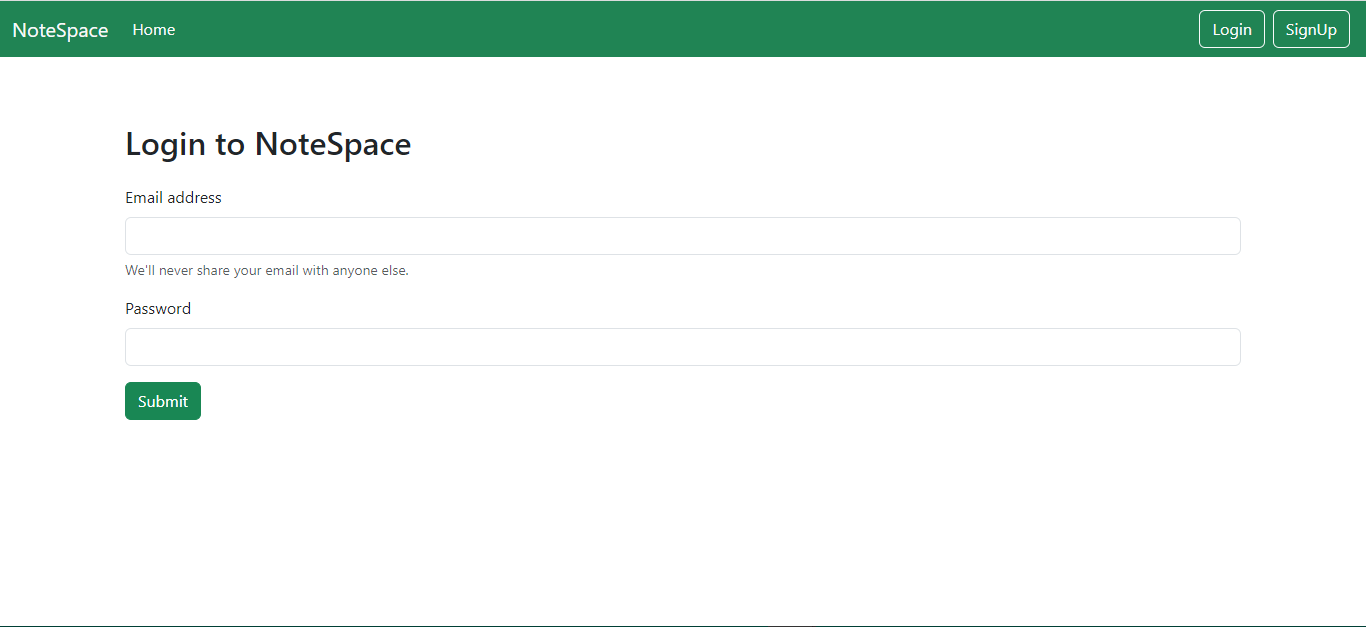 NoteSpace Home Login SignUp
Login to NoteSpace
Email address
We'll never share your email with anyone else.
Password
Submit